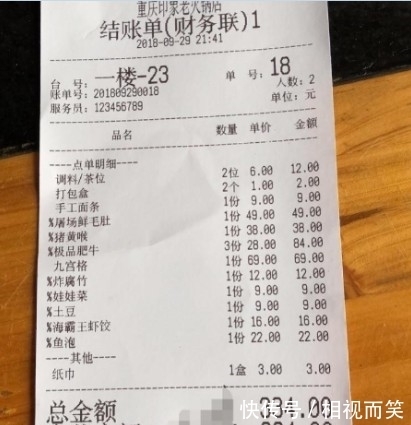 重庆印象老火锅店
结账单(财务联)1
2018-09-29 21:41
台号: 一楼-23 单号: 18
账单号: 201809290018 人数: 2
服务员: 123456789 单位: 元
品名 数量 单价 金额
----点单明细----
调料/茶位 2位 6.00 12.00
打包盒 2个 1.00 2.00
手工面条 1份 9.00 9.00
%屠场鲜毛肚 1份 49.00 49.00
%猪黄喉 1份 38.00 38.00
%极品肥牛 3份 28.00 84.00
九宫格 1份 69.00 69.00
%炸腐竹 1份 12.00 12.00
%娃娃菜 1份 9.00 9.00
%土豆 1份 9.00 9.00
%海霸王虾饺 1份 16.00 16.00
%鱼泡 1份 22.00 22.00
----其他----
纸巾 1盒 3.00 3.00
总金额 334.00
快传号/相视而笑